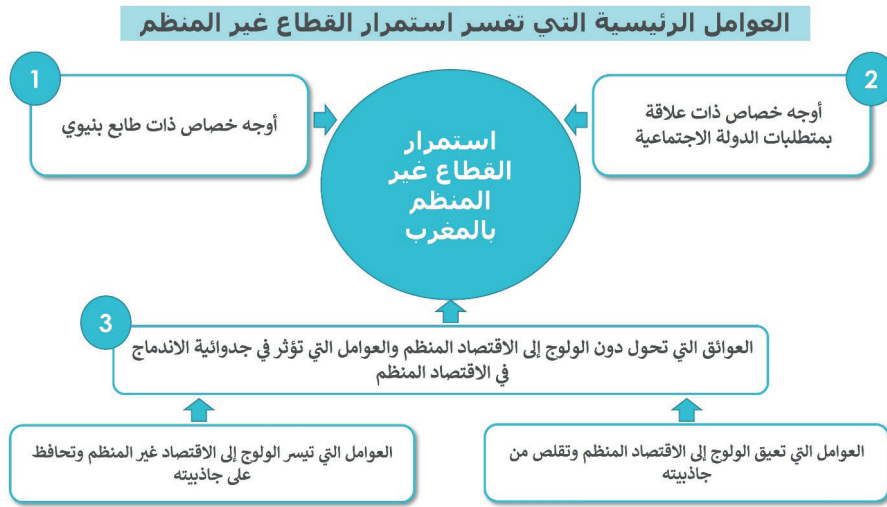 العوامل الرئيسية التي تفسر استمرار القطاع غير المنظم
1
أوجه خصاص ذات طابع بنيوي
2
أوجه خصاص ذات علاقة
بمتطلبات الدولة الاجتماعية
استمرار
القطاع غير
المنظم
بالمغرب
3
العوائق التي تحول دون الولوج إلى الاقتصاد المنظم والعوامل التي تؤثر في جدوائية الاندماج
في الاقتصاد المنظم
العوامل التي تعيق الولوج إلى الاقتصاد المنظم وتقلص من
جاذبيته
العوامل التي تيسر الولوج إلى الاقتصاد غير المنظم وتحافظ
على جاذبيته